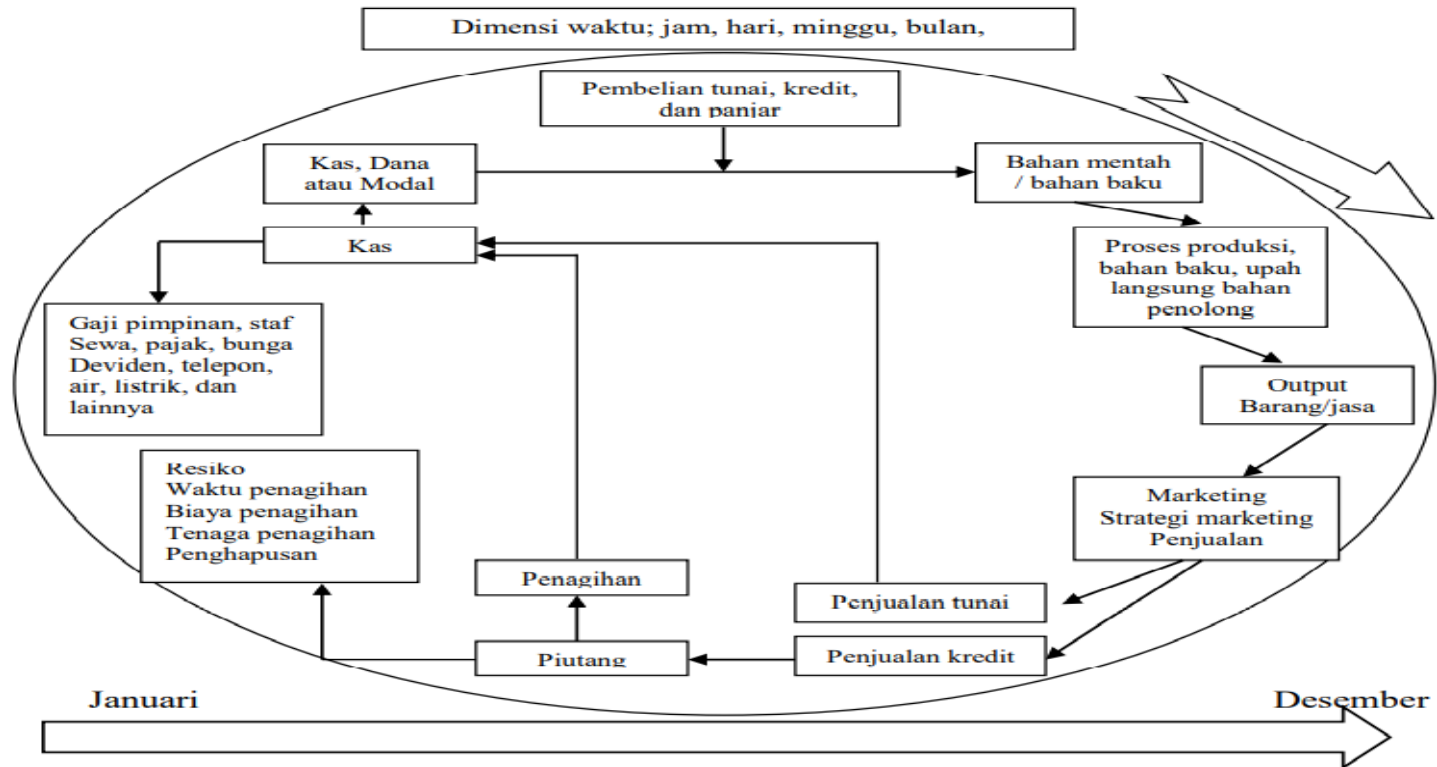 Dimensi waktu; jam, hari, minggu, bulan,
Pembelian tunai, kredit,
dan panjar
Kas, Dana
atau Modal
Bahan mentah
/ bahan baku
Kas
Proses produksi,
bahan baku, upah
langsung bahan
penolong
Gaji pimpinan, staf
Sewa, pajak, bunga
Deviden, telepon,
air, listrik, dan
lainnya
Output
Barang/jasa
Resiko
Waktu penagihan
Biaya penagihan
Tenaga penagihan
Penghapusan
Marketing
Strategi marketing
Penjualan
Penagihan
Penjualan tunai
Piutang
Penjualan kredit
Januari
Desember